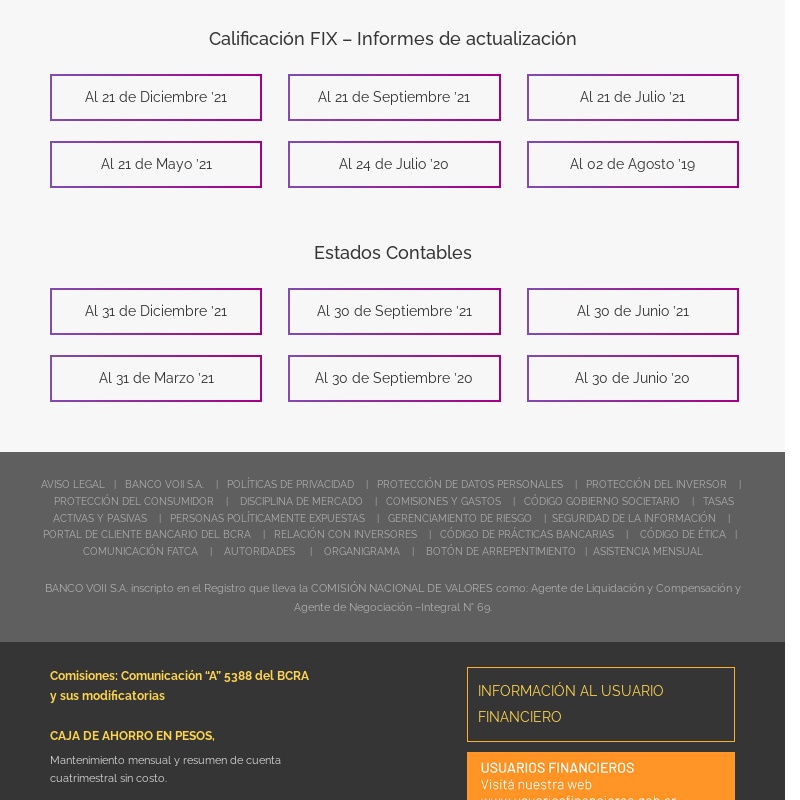 Calificación FIX – Informes de actualización
Al 21 de Diciembre '21
Al 21 de Septiembre '21
Al 21 de Julio '21
Al 21 de Mayo '21
Al 24 de Julio '20
Al 02 de Agosto '19
Estados Contables
Al 31 de Diciembre '21
Al 30 de Septiembre '21
Al 30 de Junio '21
Al 31 de Marzo '21
Al 30 de Septiembre '20
Al 30 de Junio '20
AVISO LEGAL | BANCO VOII S.A. | POLÍTICAS DE PRIVACIDAD | PROTECCIÓN DE DATOS PERSONALES | PROTECCIÓN DEL INVERSOR |
PROTECCIÓN DEL CONSUMIDOR | DISCIPLINA DE MERCADO | COMISIONES Y GASTOS | CÓDIGO GOBIERNO SOCIETARIO | TASAS
ACTIVAS Y PASIVAS | PERSONAS POLÍTICAMENTE EXPUESTAS | GERENCIAMIENTO DE RIESGO | SEGURIDAD DE LA INFORMACIÓN |
PORTAL DE CLIENTE BANCARIO DEL BCRA | RELACIÓN CON INVERSORES | CÓDIGO DE PRÁCTICAS BANCARIAS | CÓDIGO DE ÉTICA |
COMUNICACIÓN FATCA | AUTORIDADES | ORGANIGRAMA | BOTÓN DE ARREPENTIMIENTO | ASISTENCIA MENSUAL
BANCO VOII S.A. inscripto en el Registro que lleva la COMISIÓN NACIONAL DE VALORES como: Agente de Liquidación y Compensación y
Agente de Negociación –Integral N° 69.
Comisiones: Comunicación “A” 5388 del BCRA
y sus modificatorias
CAJA DE AHORRO EN PESOS,
Mantenimiento mensual y resumen de cuenta
cuatrimestral sin costo.
INFORMACIÓN AL USUARIO
FINANCIERO
USUARIOS FINANCIEROS
Visitá nuestra web
www.usuariosfinancieros.gob.ar